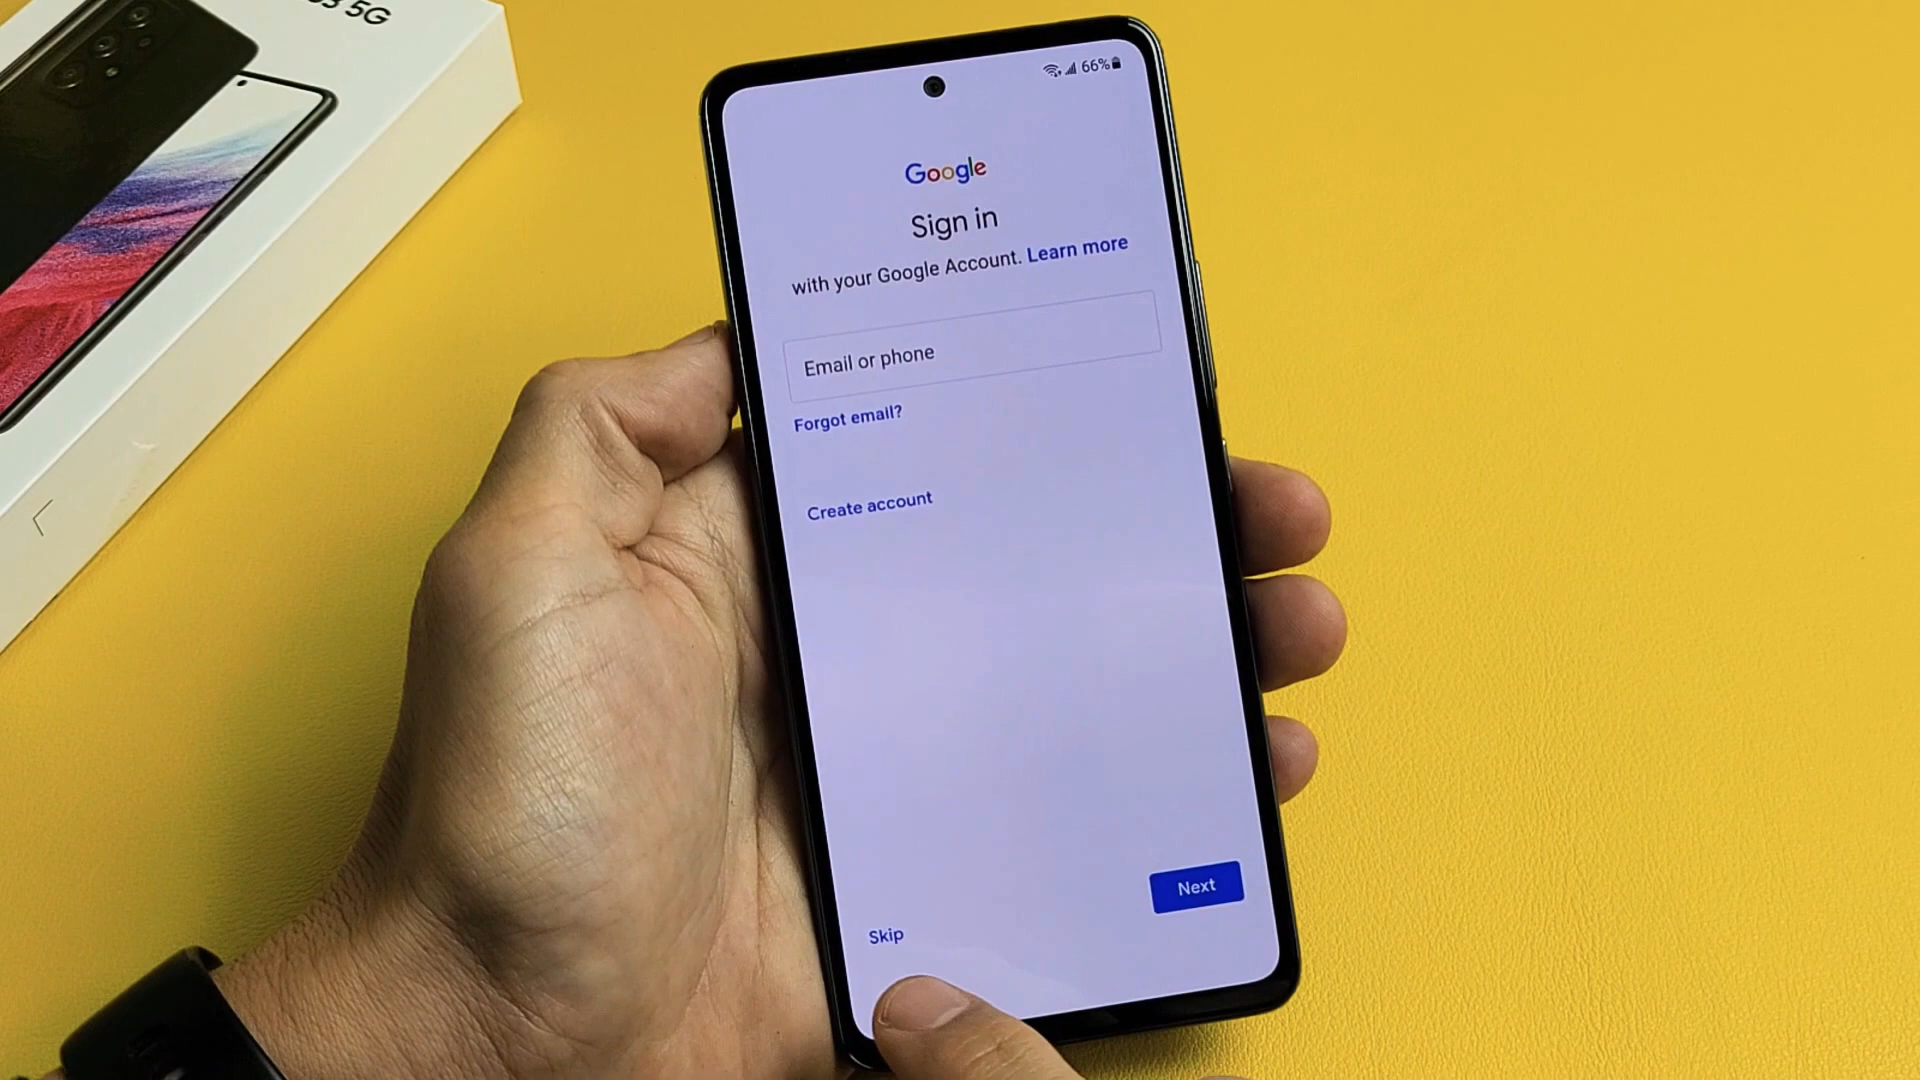 5G
66%
Google
Sign in
with your Google Account. Learn more
Email or phone
Forgot email?
Create account
Next
Skip